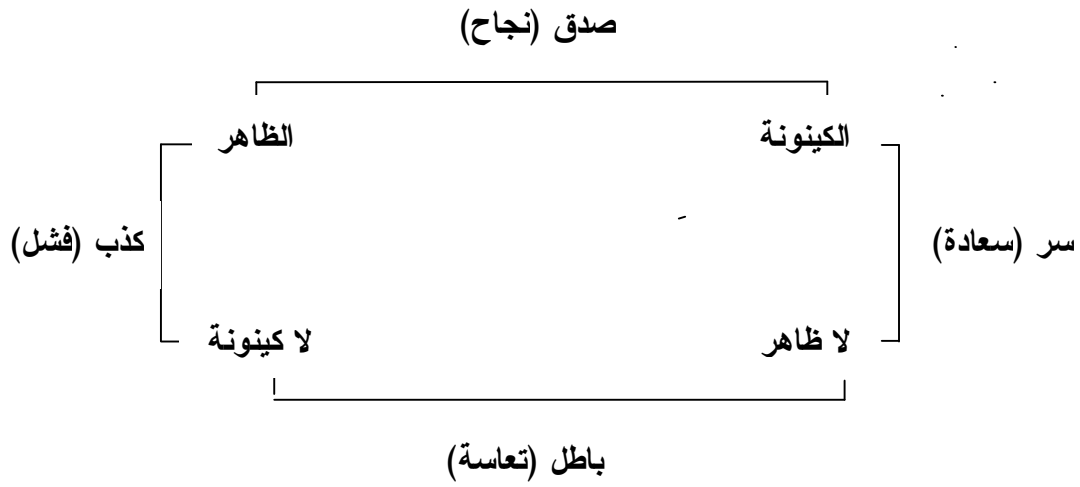 صدق (نجاح)
الكينونة
الظاهر
سر (سعادة)
كذب (فشل)
لا ظاهر
لا كينونة
باطل (تعاسة)